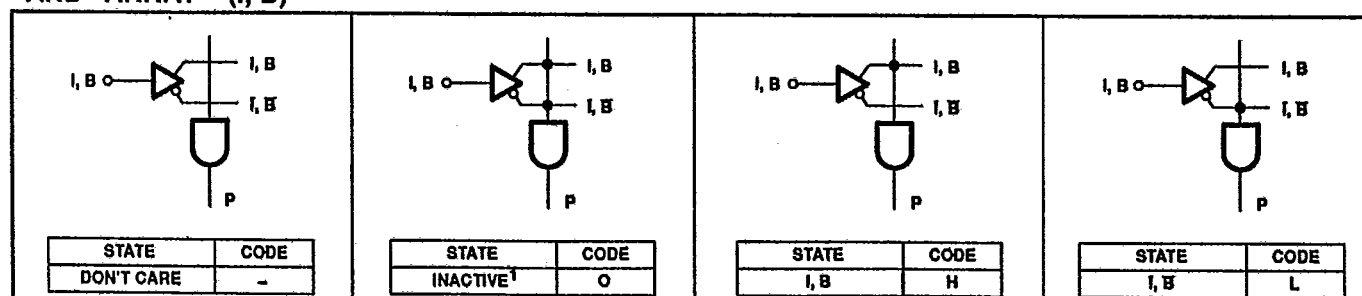 AND ARRAY – (I, B)
I, B
I, B
Ī, B̄
P
STATE CODE
DON'T CARE –
I, B
I, B
Ī, B̄
P
STATE CODE
INACTIVE¹ O
I, B
I, B
Ī, B̄
P
STATE CODE
I, B H
I, B
I, B
Ī, B̄
P
STATE CODE
Ī, B̄ L